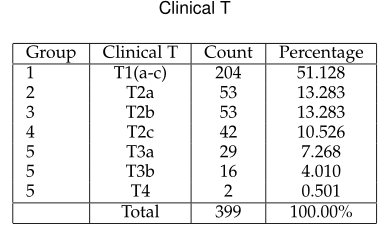 Clinical T
Group Clinical T Count Percentage
1 T1(a-c) 204 51.128
2 T2a 53 13.283
3 T2b 53 13.283
4 T2c 42 10.526
5 T3a 29 7.268
5 T3b 16 4.010
5 T4 2 0.501
Total 399 100.00%